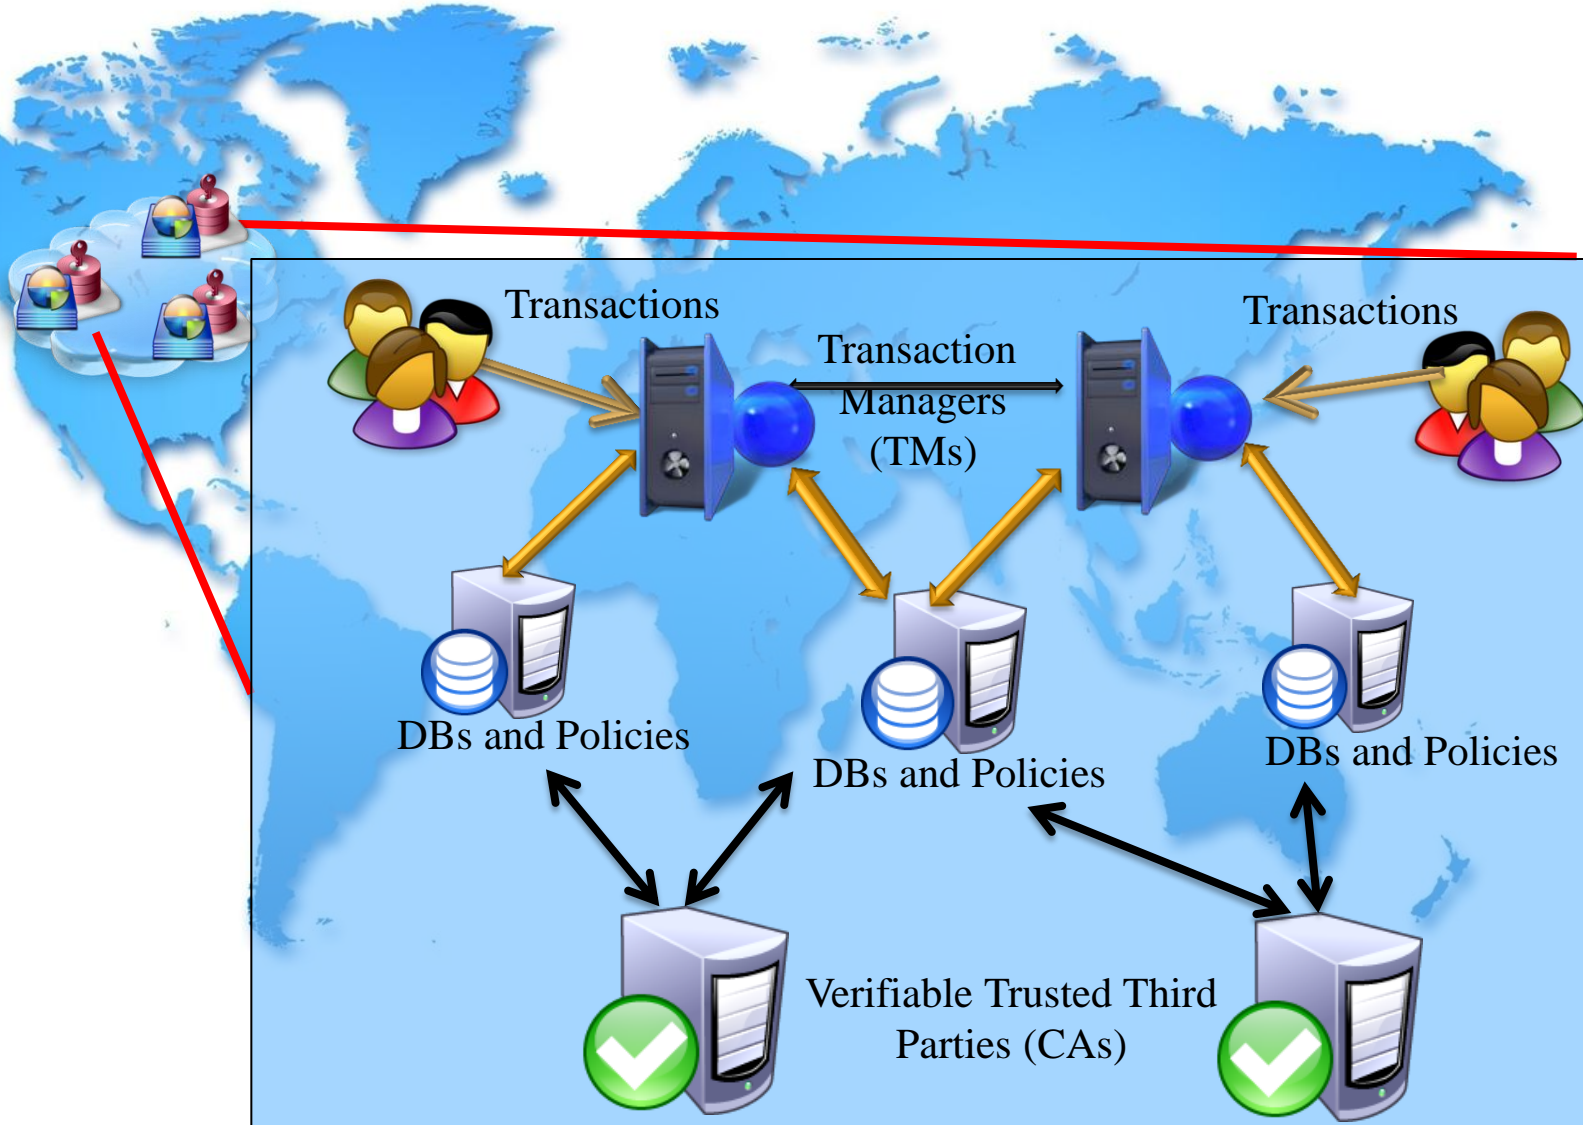 Transactions
Transactions
Transaction
Managers
(TMs)
DBs and Policies
DBs and Policies
DBs and Policies
Verifiable Trusted Third
Parties (CAs)